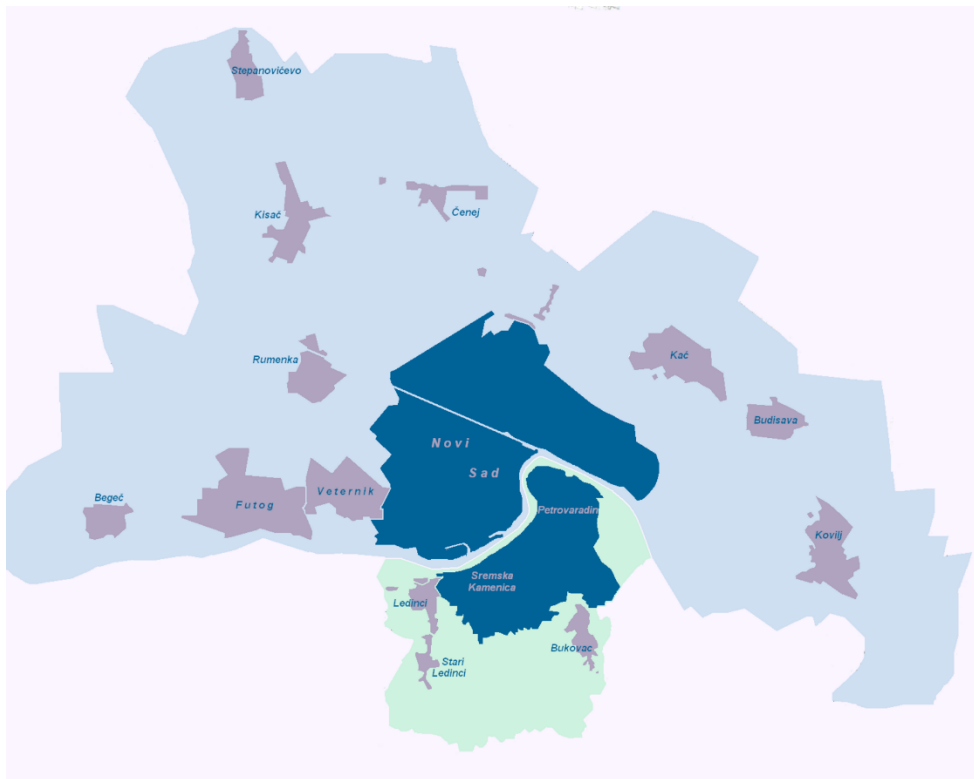 Stepanovićevo
Kisač
Čenej
Rumenka
Kać
Budisava
Novi
Sad
Begeč
Futog
Veternik
Petrovaradin
Kovilj
Sremska
Kamenica
Ledinci
Bukovac
Stari
Ledinci